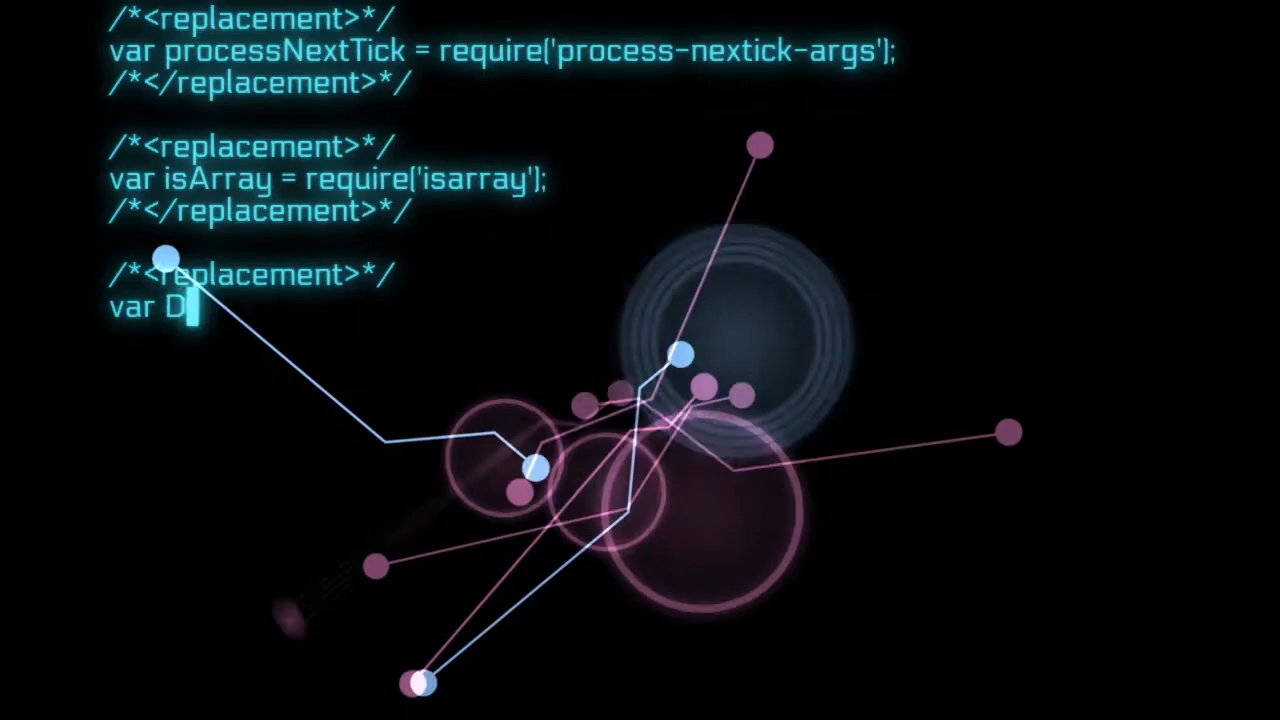 /*<replacement>*/
var processNextTick = require('process-nextick-args');
/*</replacement>*/
/*<replacement>*/
var isArray = require('isarray');
/*</replacement>*/
/*<replacement>*/
var D